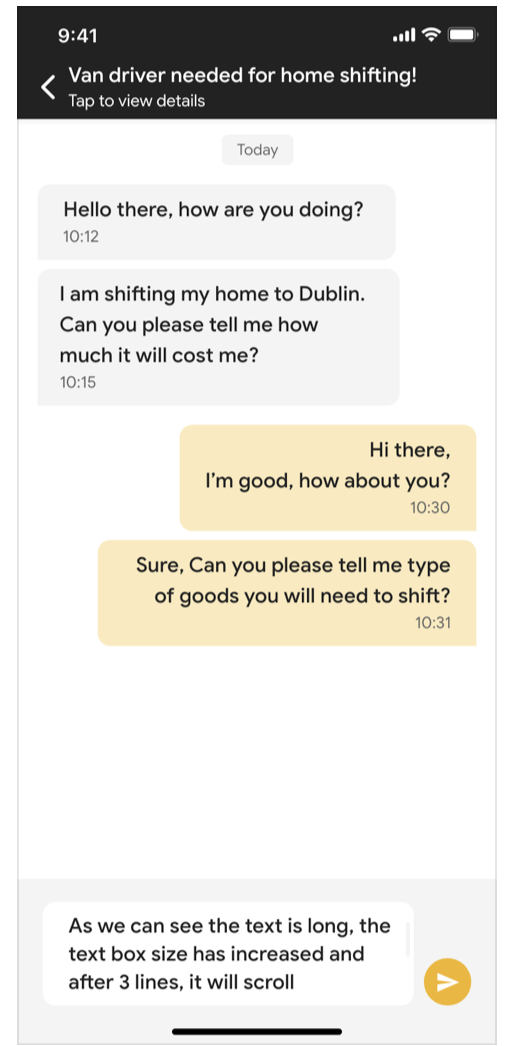 9:41
Van driver needed for home shifting!
Tap to view details
Today
Hello there, how are you doing?
10:12
I am shifting my home to Dublin.
Can you please tell me how
much it will cost me?
10:15
Hi there,
I'm good, how about you?
10:30
Sure, Can you please tell me type
of goods you will need to shift?
10:31
As we can see the text is long, the
text box size has increased and
after 3 lines, it will scroll